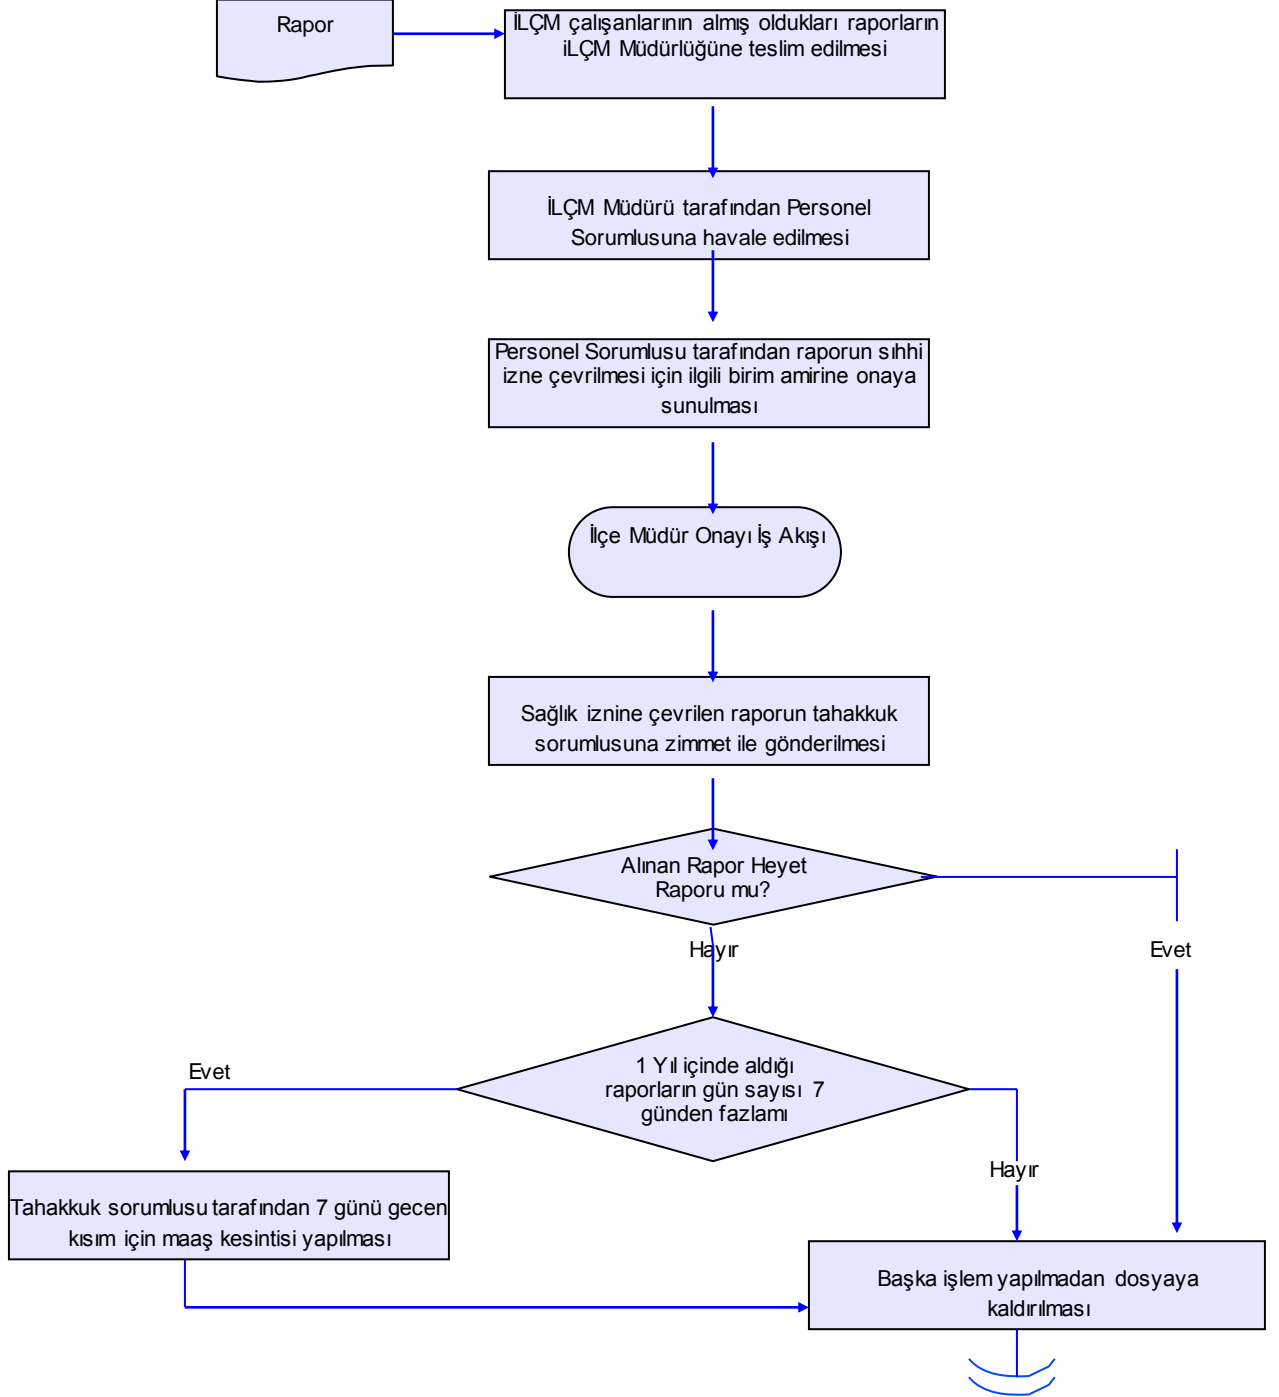 Rapor
İLÇM çalışanlarının almış oldukları raporların
iLÇM Müdürlüğüne teslim edilmesi
İLÇM Müdürü tarafından Personel
Sorumlusuna havale edilmesi
Personel Sorumlusu tarafından raporun sıhhi
izne çevrilmesi için ilgili birim amirine onaya
sunulması
İlçe Müdür Onayı İş Akışı
Sağlık iznine çevrilen raporun tahakkuk
sorumlusuna zimmet ile gönderilmesi
Alınan Rapor Heyet
Raporu mu?
Hayır
Evet
1 Yıl içinde aldığı
raporların gün sayısı 7
günden fazlamı
Evet
Hayır
Tahakkuk sorumlusu tarafından 7 günü gecen
kısım için maaş kesintisi yapılması
Başka işlem yapılmadan dosyaya
kaldırılması